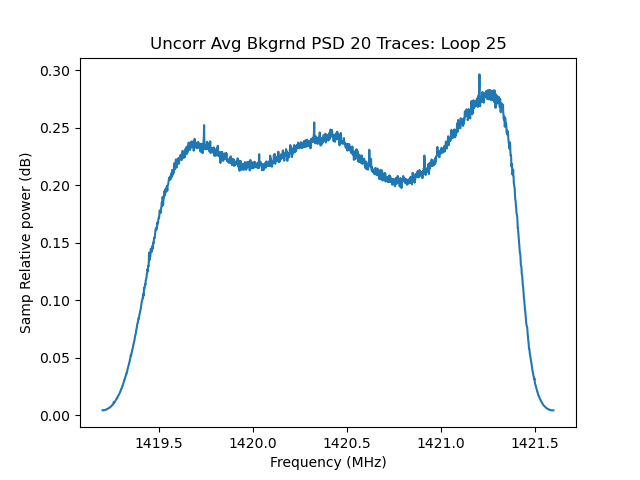 Uncorr Avg Bkgrnd PSD 20 Traces: Loop 25
Samp Relative power (dB)
0.30
0.25
0.20
0.15
0.10
0.05
0.00
1419.5 1420.0 1420.5 1421.0 1421.5
Frequency (MHz)